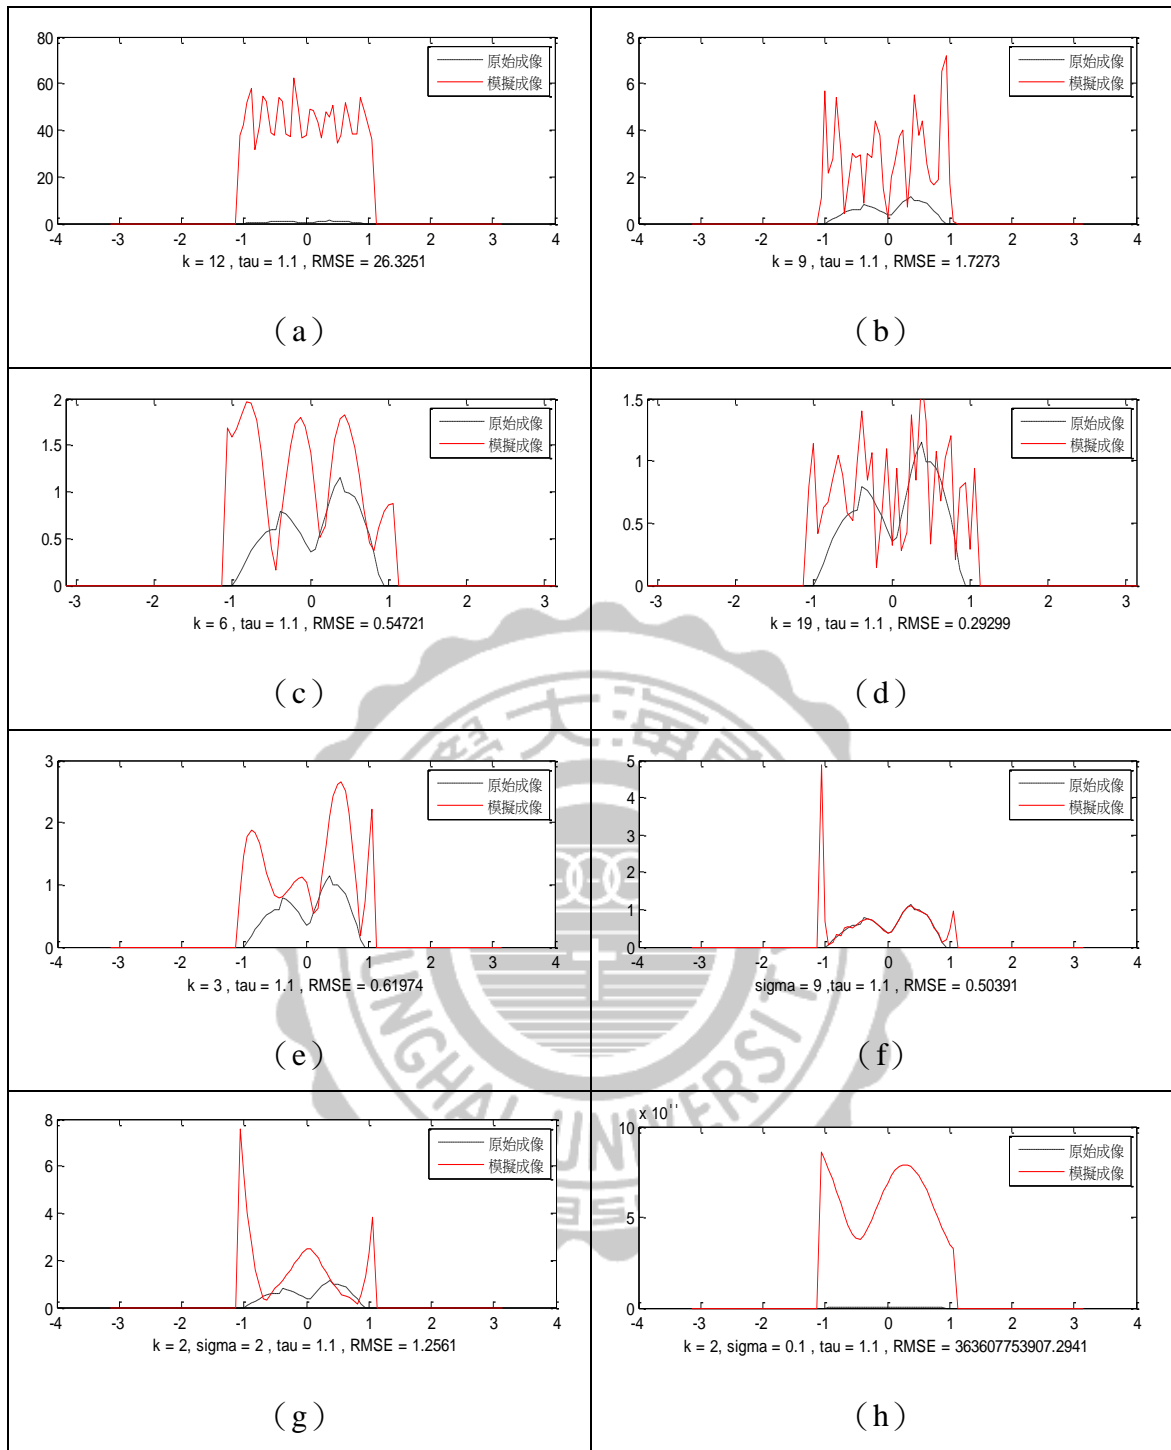 80
60
40
20
0
-4 -3 -2 -1 0 1 2 3 4
原始成像
模擬成像
k = 12 , tau = 1.1 , RMSE = 26.3251
(a)
8
6
4
2
0
-4 -3 -2 -1 0 1 2 3 4
原始成像
模擬成像
k = 9 , tau = 1.1 , RMSE = 1.7273
(b)
2
1.5
1
0.5
0
-3 -2 -1 0 1 2 3
原始成像
模擬成像
k = 6 , tau = 1.1 , RMSE = 0.54721
(c)
1.5
1
0.5
0
-3 -2 -1 0 1 2 3
原始成像
模擬成像
k = 19 , tau = 1.1 , RMSE = 0.29299
(d)
3
2
1
0
-4 -3 -2 -1 0 1 2 3 4
原始成像
模擬成像
k = 3 , tau = 1.1 , RMSE = 0.61974
(e)
5
4
3
2
1
0
-4 -3 -2 -1 0 1 2 3 4
原始成像
模擬成像
sigma = 9 ,tau = 1.1 , RMSE = 0.50391
(f)
8
6
4
2
0
-4 -3 -2 -1 0 1 2 3 4
原始成像
模擬成像
k = 2, sigma = 2 , tau = 1.1 , RMSE = 1.2561
(g)
x 10¹¹
10
5
0
-4 -3 -2 -1 0 1 2 3 4
原始成像
模擬成像
k = 2, sigma = 0.1 , tau = 1.1 , RMSE = 363607753907.2941
(h)
大海
UNGHAI UNIVERSIT